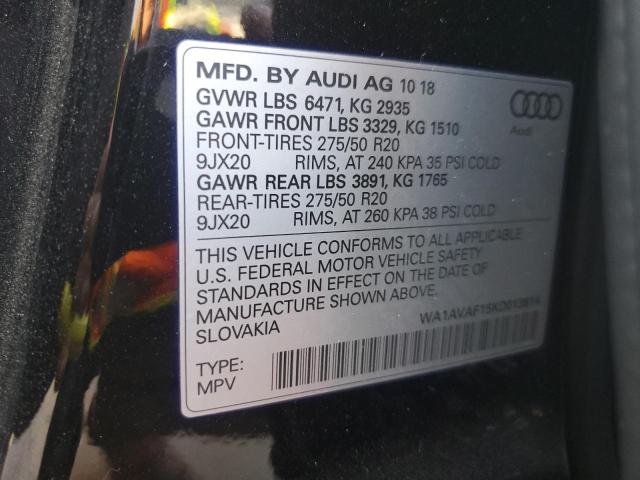 MFD. BY AUDI AG 10 18
GVWR LBS 6471, KG 2935
GAWR FRONT LBS 3329, KG 1510
FRONT-TIRES 275/50 R20
9JX20 RIMS, AT 240 KPA 35 PSI COLD
GAWR REAR LBS 3891, KG 1765
REAR-TIRES 275/50 R20
9JX20 RIMS, AT 260 KPA 38 PSI COLD
Audi
THIS VEHICLE CONFORMS TO ALL APPLICABLE
U.S. FEDERAL MOTOR VEHICLE SAFETY
STANDARDS IN EFFECT ON THE DATE OF
MANUFACTURE SHOWN ABOVE.
SLOVAKIA
WA1AVAF15KD013814
TYPE:
MPV